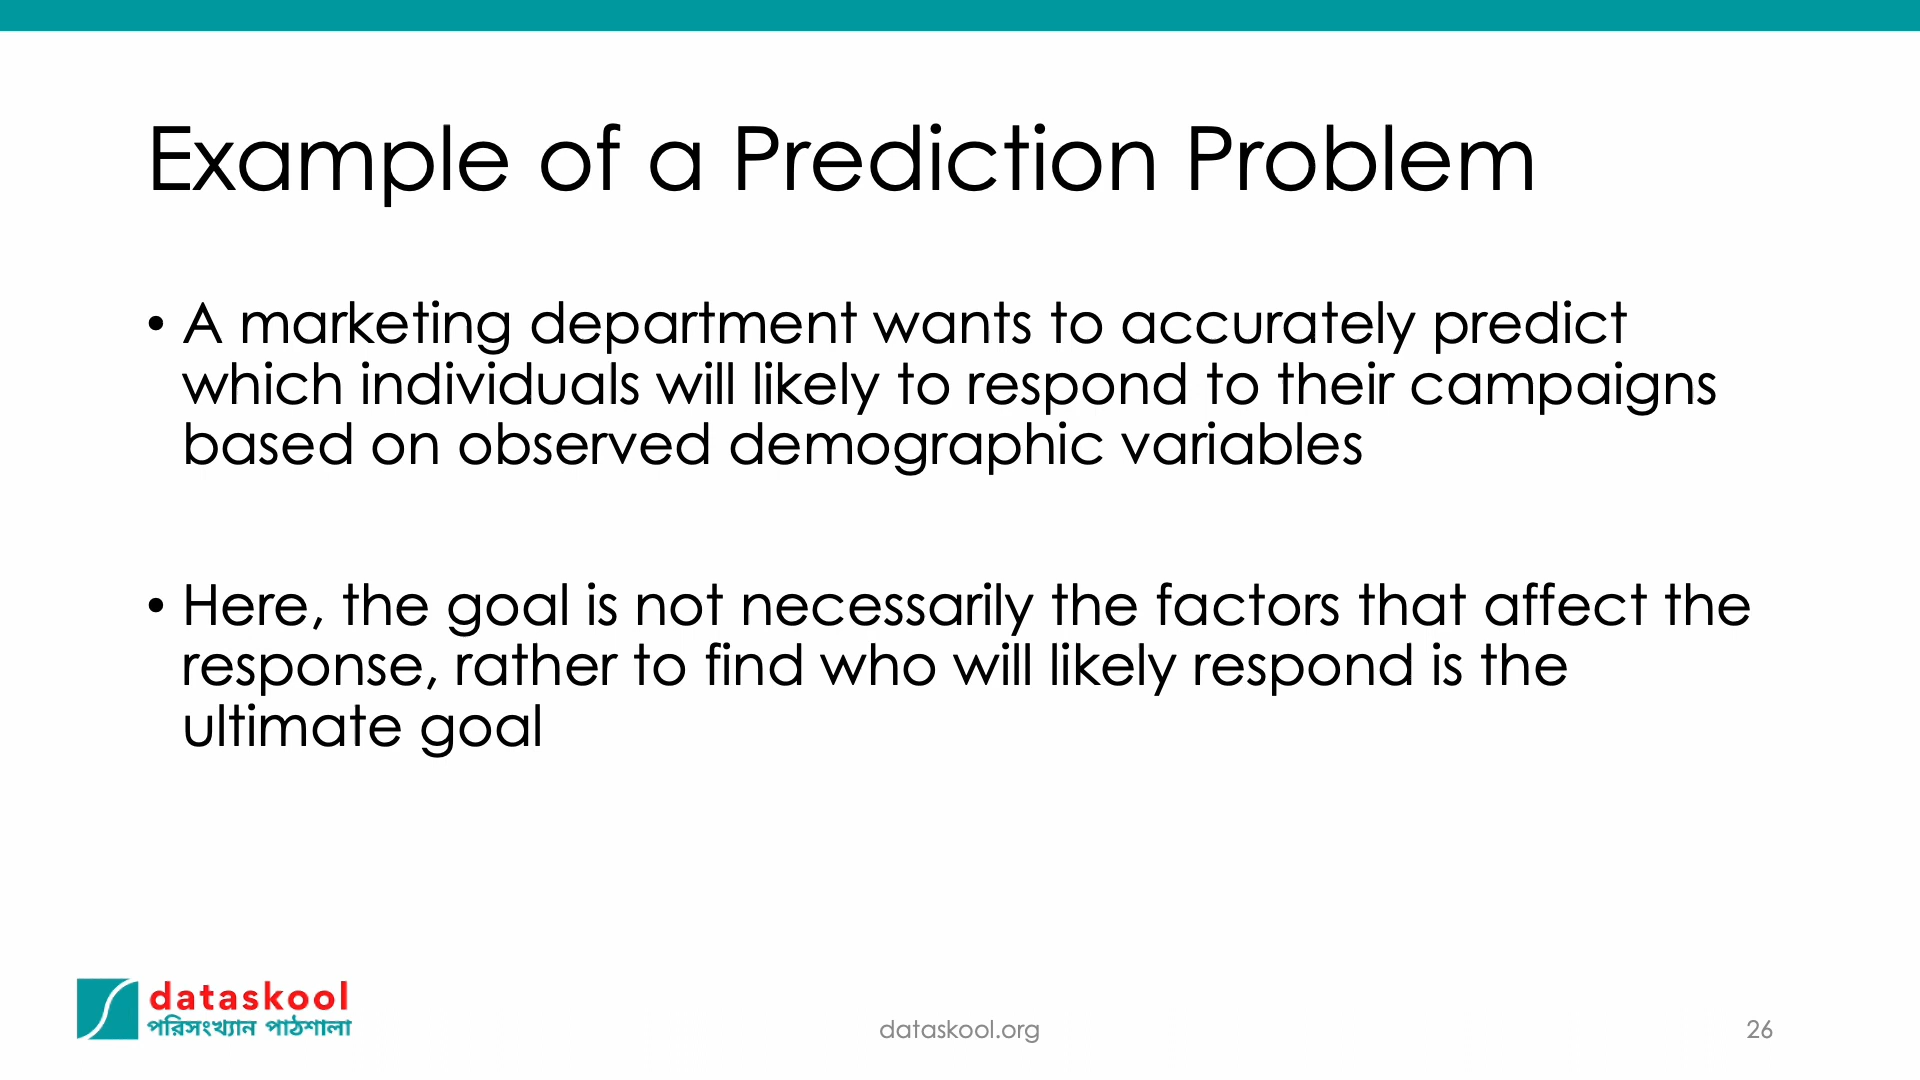 Example of a Prediction Problem
• A marketing department wants to accurately predict
which individuals will likely to respond to their campaigns
based on observed demographic variables
• Here, the goal is not necessarily the factors that affect the
response, rather to find who will likely respond is the
ultimate goal
dataskool
পরিসংখ্যান পাঠশালা
dataskool.org
26